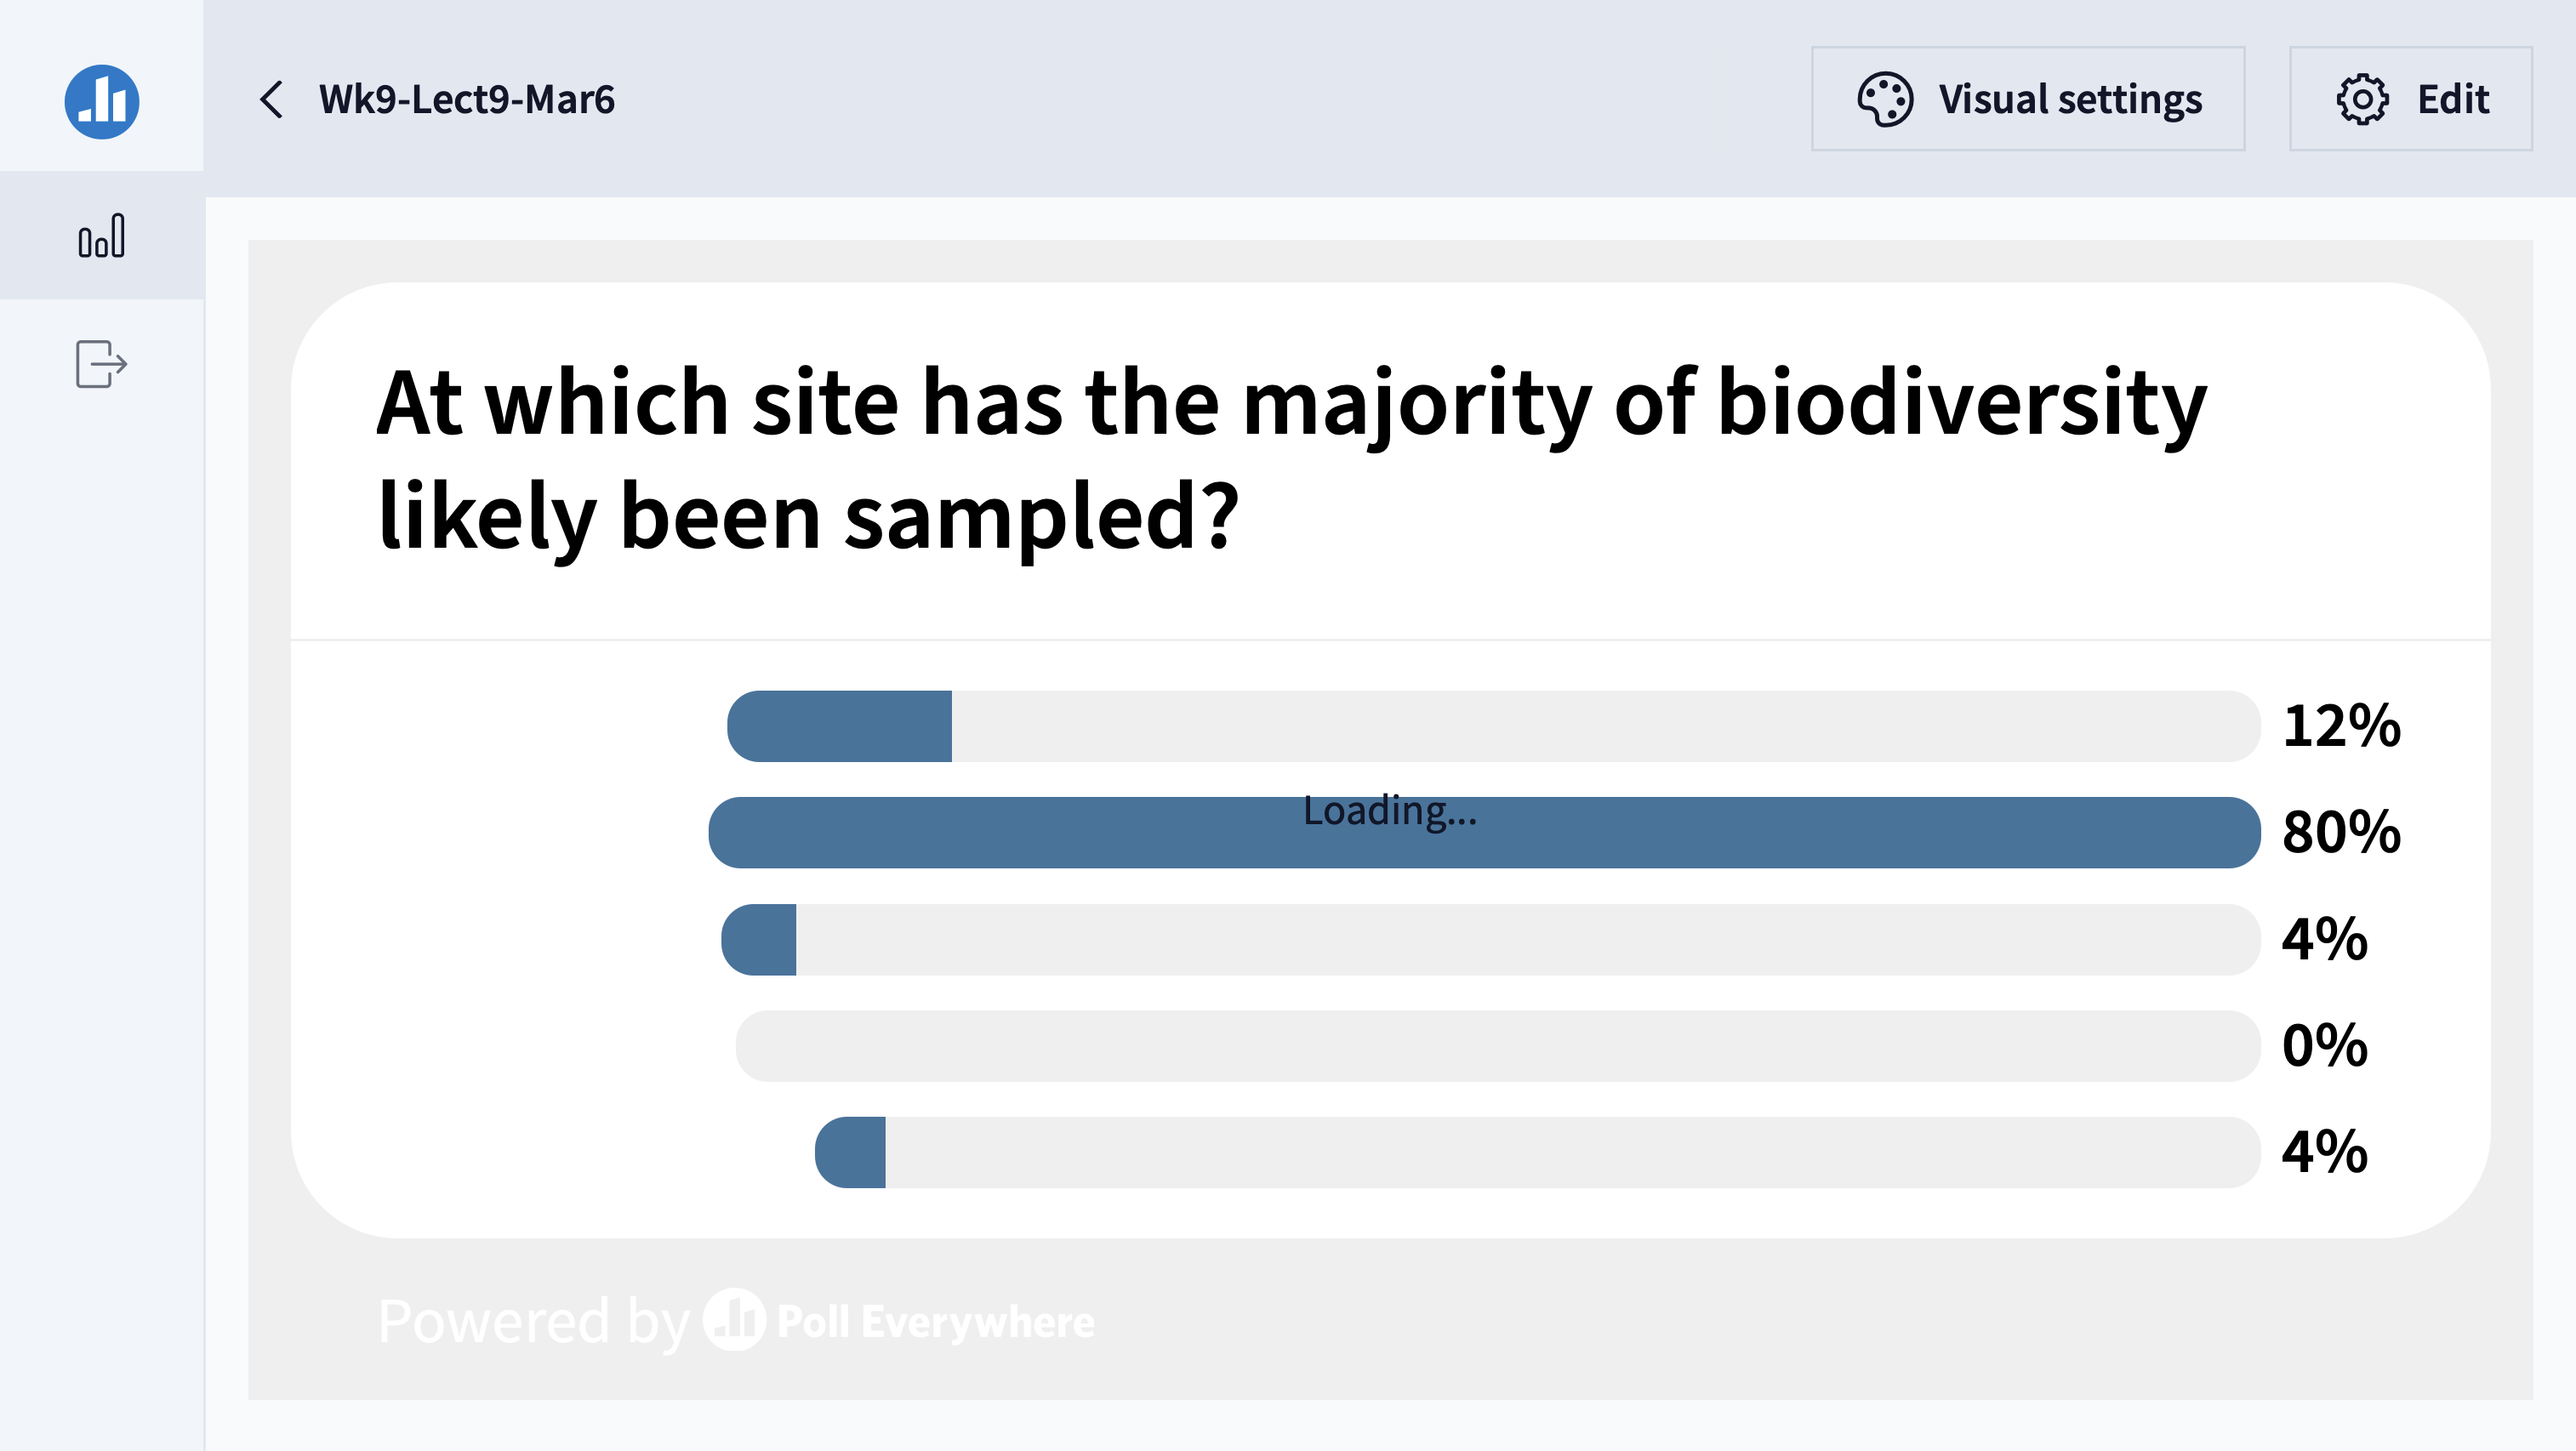 Wk9-Lect9-Mar6
Visual settings
Edit
At which site has the majority of biodiversity
likely been sampled?
12%
Loading...
80%
4%
0%
4%
Powered by Poll Everywhere